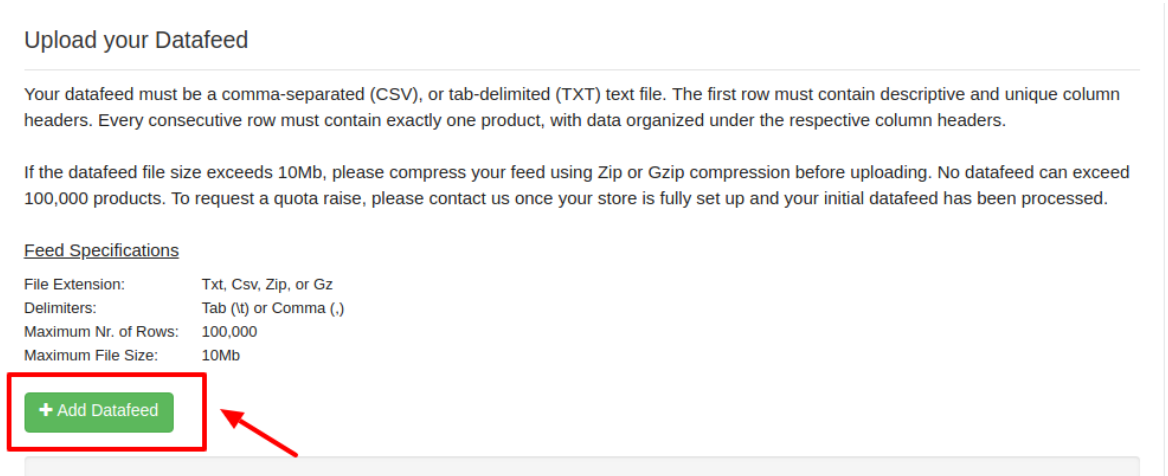 Upload your Datafeed
Your datafeed must be a comma-separated (CSV), or tab-delimited (TXT) text file. The first row must contain descriptive and unique column
headers. Every consecutive row must contain exactly one product, with data organized under the respective column headers.
If the datafeed file size exceeds 10Mb, please compress your feed using Zip or Gzip compression before uploading. No datafeed can exceed
100,000 products. To request a quota raise, please contact us once your store is fully set up and your initial datafeed has been processed.
Feed Specifications
File Extension: Txt, Csv, Zip, or Gz
Delimiters: Tab (\t) or Comma (,)
Maximum Nr. of Rows: 100,000
Maximum File Size: 10Mb
+ Add Datafeed